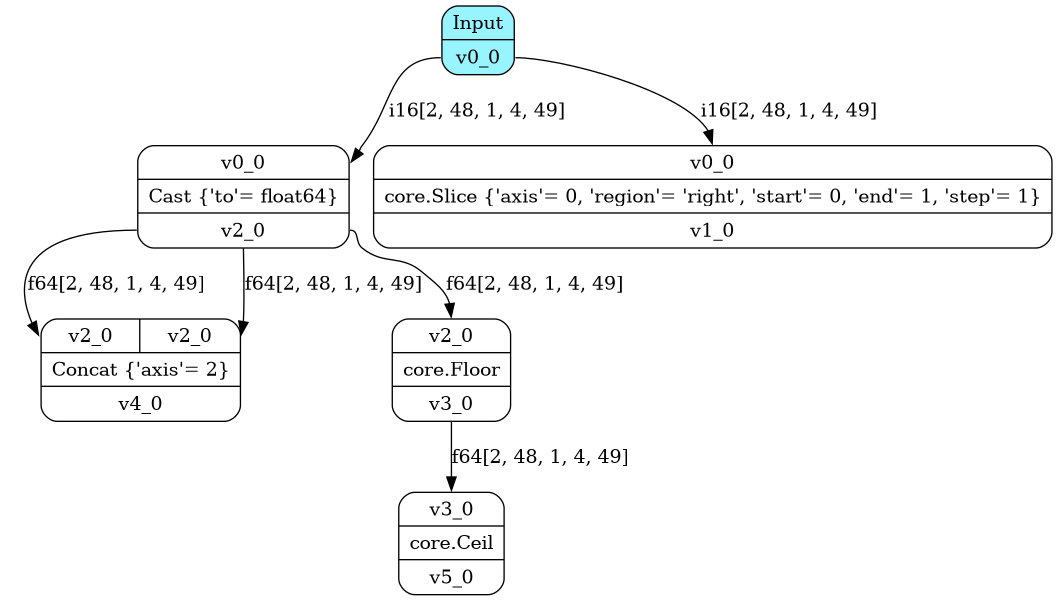 Input
v0_0
i16[2, 48, 1, 4, 49]
i16[2, 48, 1, 4, 49]
v0_0
Cast {'to'= float64}
v2_0
v0_0
core.Slice {'axis'= 0, 'region'= 'right', 'start'= 0, 'end'= 1, 'step'= 1}
v1_0
f64[2, 48, 1, 4, 49]
f64[2, 48, 1, 4, 49]
f64[2, 48, 1, 4, 49]
v2_0
v2_0
Concat {'axis'= 2}
v4_0
v2_0
core.Floor
v3_0
f64[2, 48, 1, 4, 49]
v3_0
core.Ceil
v5_0